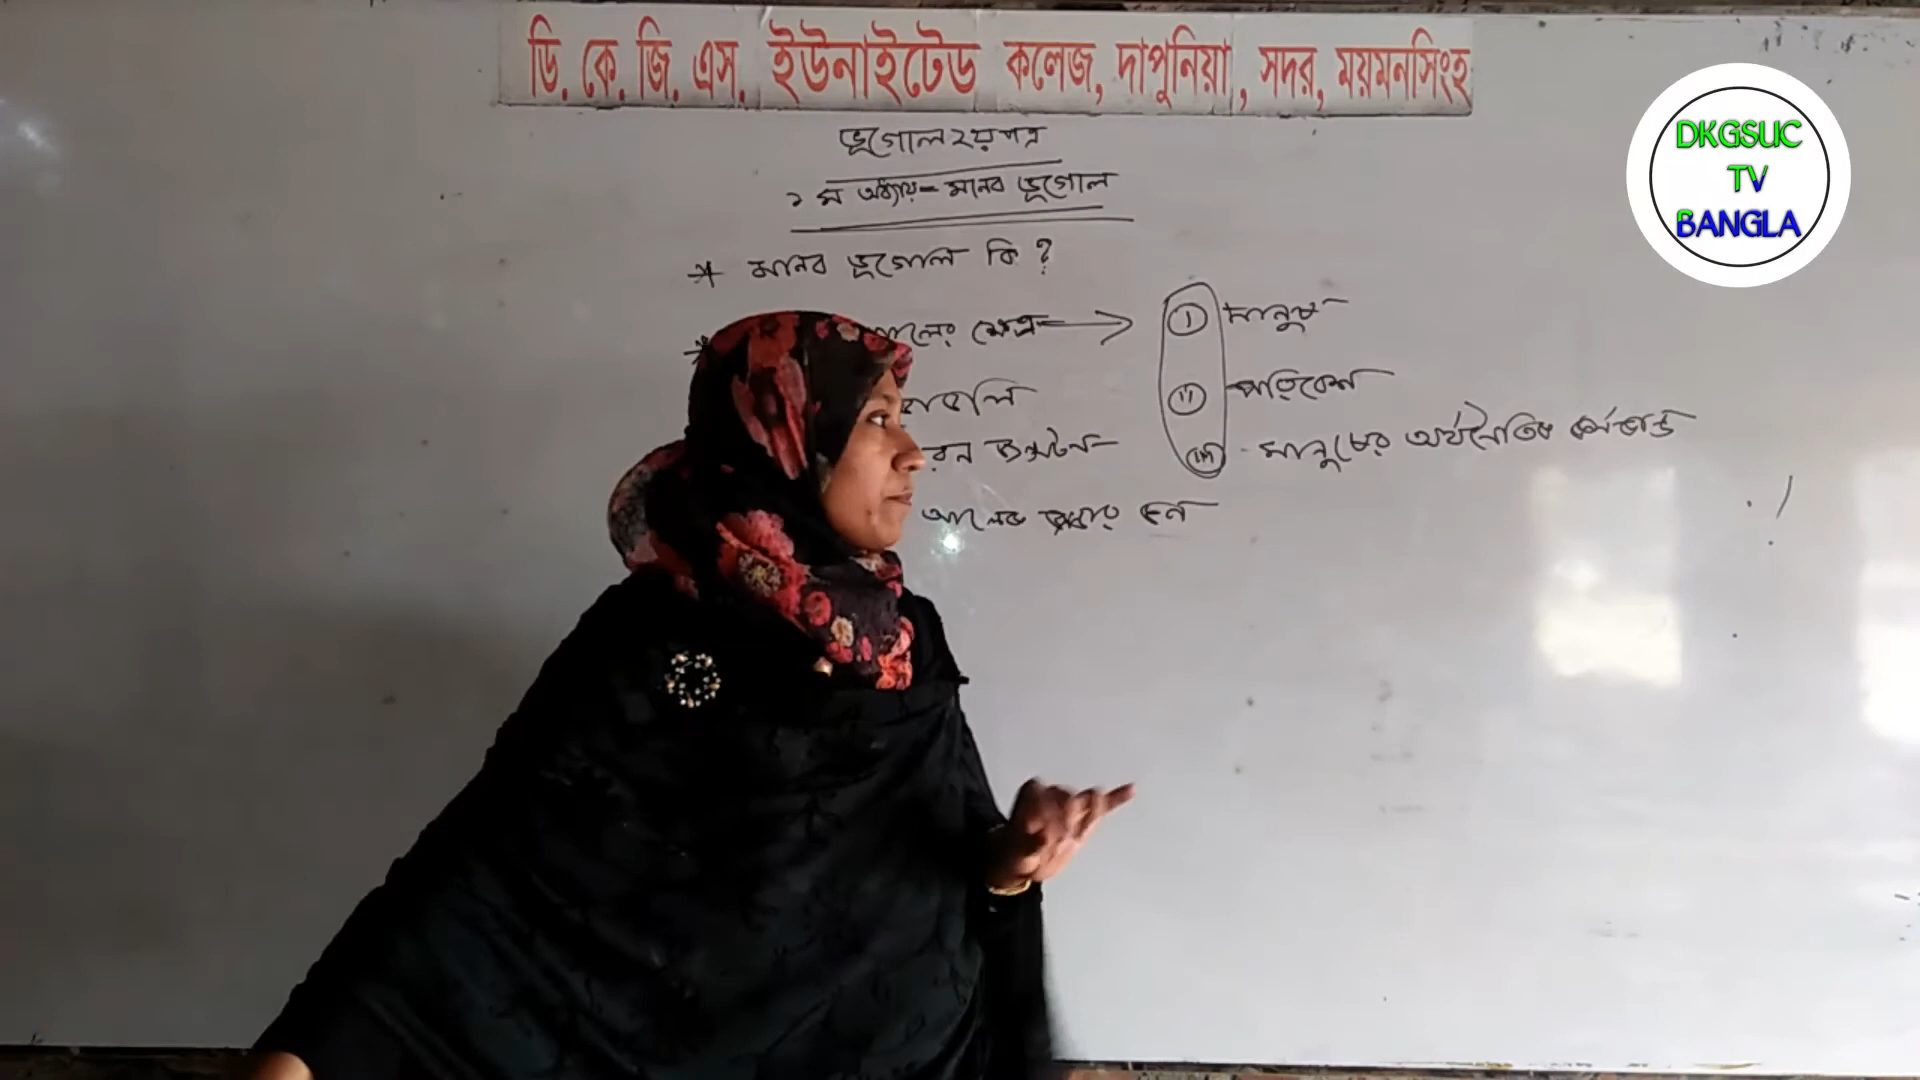 ডি. কে. জি. এস. ইউনাইটেড কলেজ, দাপুনিয়া, সদর, ময়মনসিংহ
DKGSUC
TV
BANGLA
ভূগোল ২য় পত্র
১ম অধ্যায় - মানব ভূগোল
* মানব ভূগোল কি?
ক্ষেত্র → (i) মানুষ
(ii) পরিবেশ
(iii) - মানুষের অর্থনৈতিক কর্মকান্ড